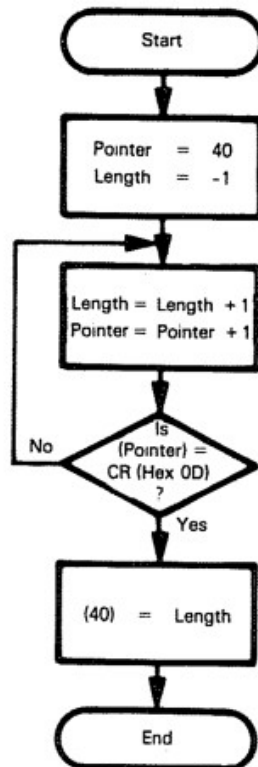 Start
Pointer = 40
Length = -1
Length = Length + 1
Pointer = Pointer + 1
Is
(Pointer) =
CR (Hex 0D)
?
No
Yes
(40) = Length
End